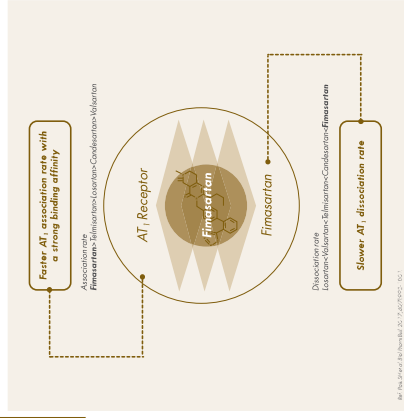 Faster AT₁ association rate with
a strong binding affinity
Association rate
Fimasartan>Telmisartan>Losartan>Candesartan>Valsartan
AT₁ Receptor
Fimasartan
Fimasartan
Dissociation rate
Losartan<Valsartan<Telmisartan<Candesartan<Fimasartan
Slower AT₁ dissociation rate